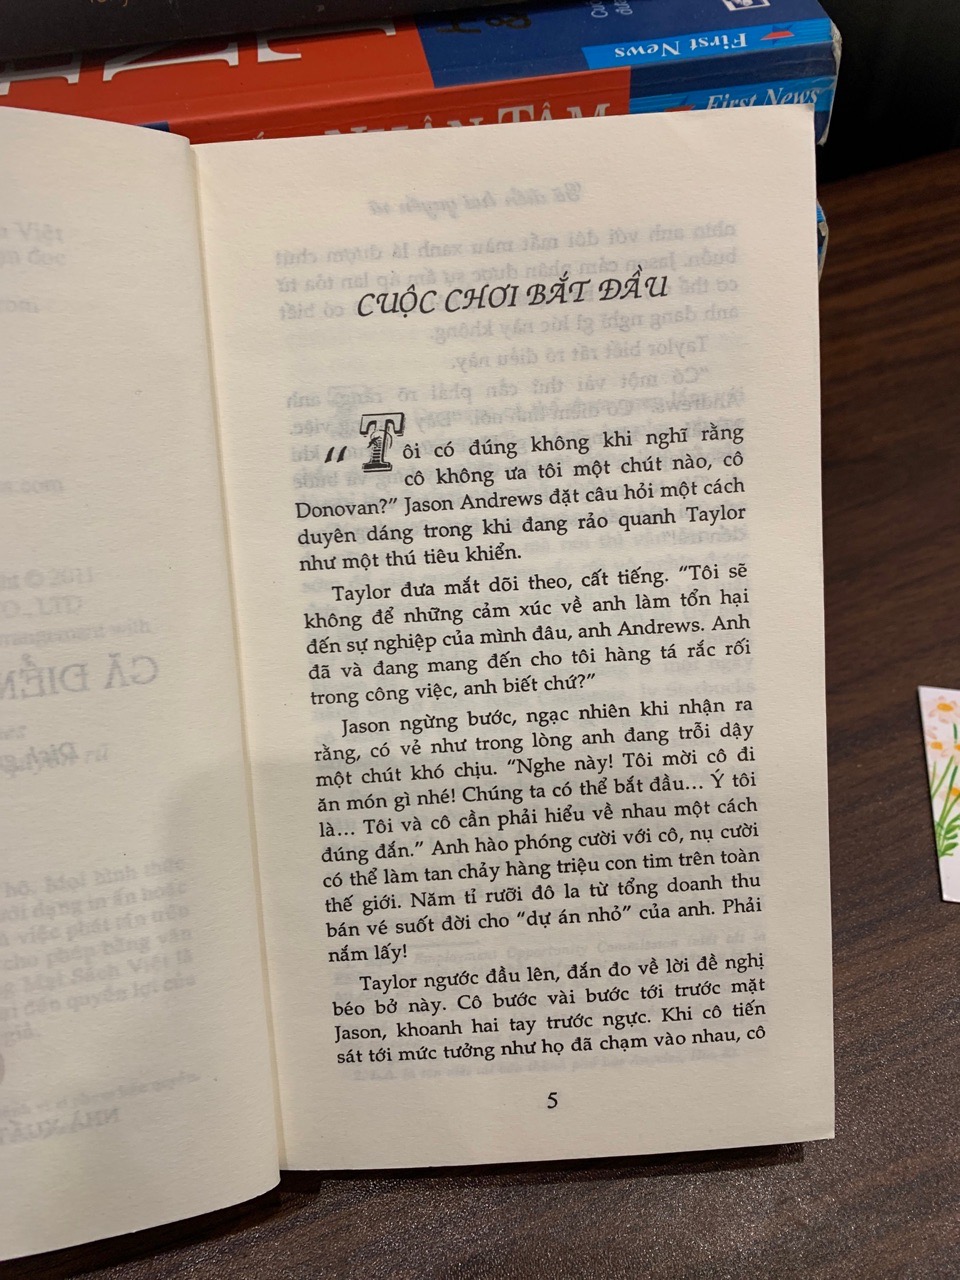 First News
First News
NHÂN TÂM
CUỘC CHƠI BẮT ĐẦU
“Tôi có đúng không khi nghĩ rằng
cô không ưa tôi một chút nào, cô
Donovan?” Jason Andrews đặt câu hỏi một cách
duyên dáng trong khi đang rảo quanh Taylor
như một thú tiêu khiển.
Taylor đưa mắt dõi theo, cất tiếng. “Tôi sẽ
không để những cảm xúc về anh làm tổn hại
đến sự nghiệp của mình đâu, anh Andrews. Anh
đã và đang mang đến cho tôi hàng tá rắc rối
trong công việc, anh biết chứ?”
Jason ngừng bước, ngạc nhiên khi nhận ra
rằng, có vẻ như trong lòng anh đang trỗi dậy
một chút khó chịu. “Nghe này! Tôi mời cô đi
ăn món gì nhé! Chúng ta có thể bắt đầu... Ý tôi
là... Tôi và cô cần phải hiểu về nhau một cách
đúng đắn.” Anh hào phóng cười với cô, nụ cười
có thể làm tan chảy hàng triệu con tim trên toàn
thế giới. Năm tỉ rưỡi đô la từ tổng doanh thu
bán vé suốt đời cho “dự án nhỏ” của anh. Phải
nắm lấy!
Taylor ngước đầu lên, đắn đo về lời đề nghị
béo bở này. Cô bước vài bước tới trước mặt
Jason, khoanh hai tay trước ngực. Khi cô tiến
sát tới mức tưởng như họ đã chạm vào nhau, cô
5